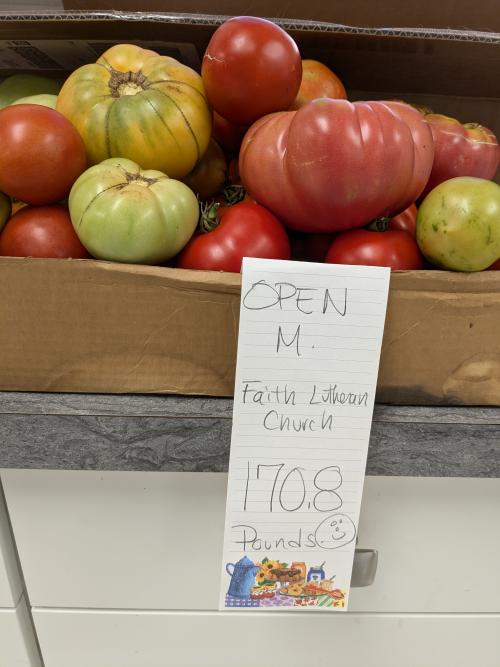 OPEN
M.
Faith Lutheran
Church
170.8
Pounds.